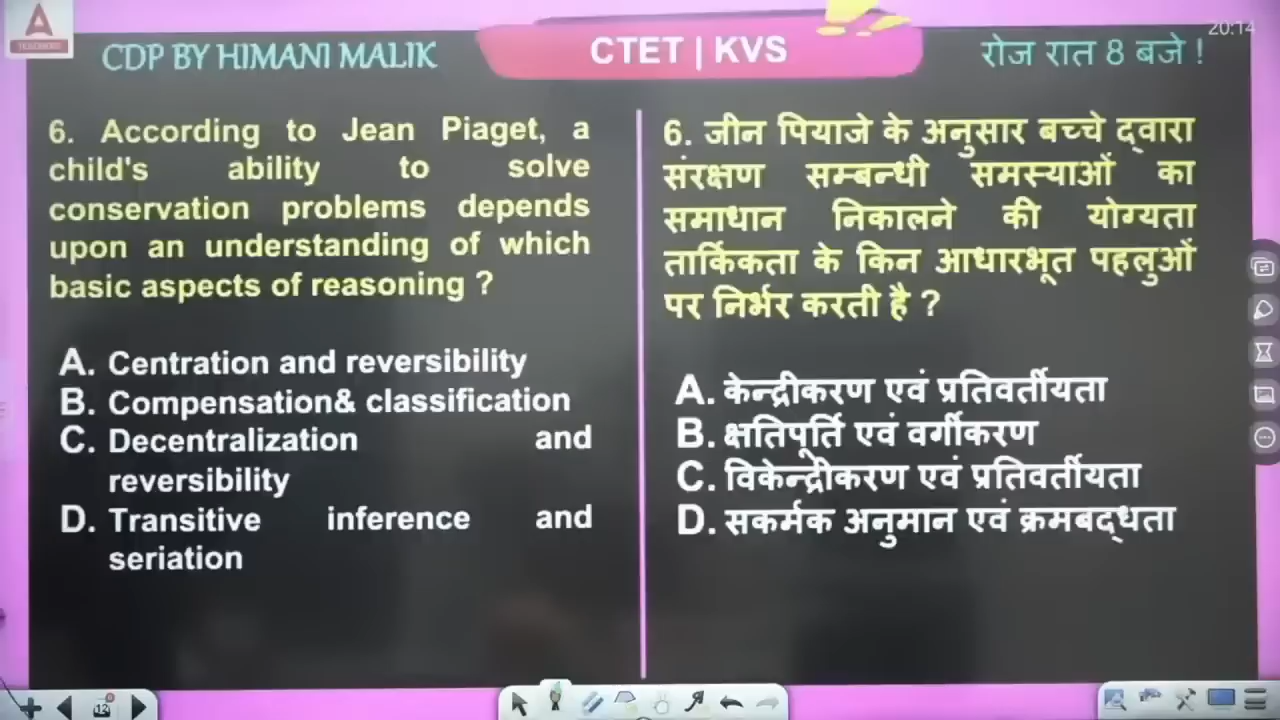 A
TEACHERS
CDP BY HIMANI MALIK
CTET | KVS
20:14
रोज रात 8 बजे !
6. According to Jean Piaget, a
child's ability to solve
conservation problems depends
upon an understanding of which
basic aspects of reasoning ?
A. Centration and reversibility
B. Compensation& classification
C. Decentralization and
reversibility
D. Transitive inference and
seriation
6. जीन पियाजे के अनुसार बच्चे द्वारा
संरक्षण सम्बन्धी समस्याओं का
समाधान निकालने की योग्यता
तार्किकता के किन आधारभूत पहलुओं
पर निर्भर करती है ?
A. केन्द्रीकरण एवं प्रतिवर्तीयता
B. क्षतिपूर्ति एवं वर्गीकरण
C. विकेन्द्रीकरण एवं प्रतिवर्तीयता
D. सकर्मक अनुमान एवं क्रमबद्धता
12